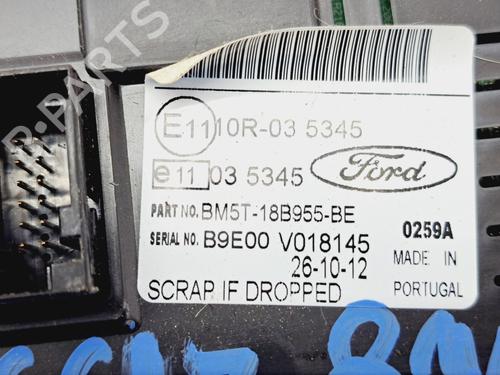 B-PARTS
E11 10R-03 5345
e11 03 5345 Ford
PART NO. BM5T-18B955-BE
SERIAL NO. B9E00 V018145 0259A
26-10-12 MADE IN
SCRAP IF DROPPED PORTUGAL